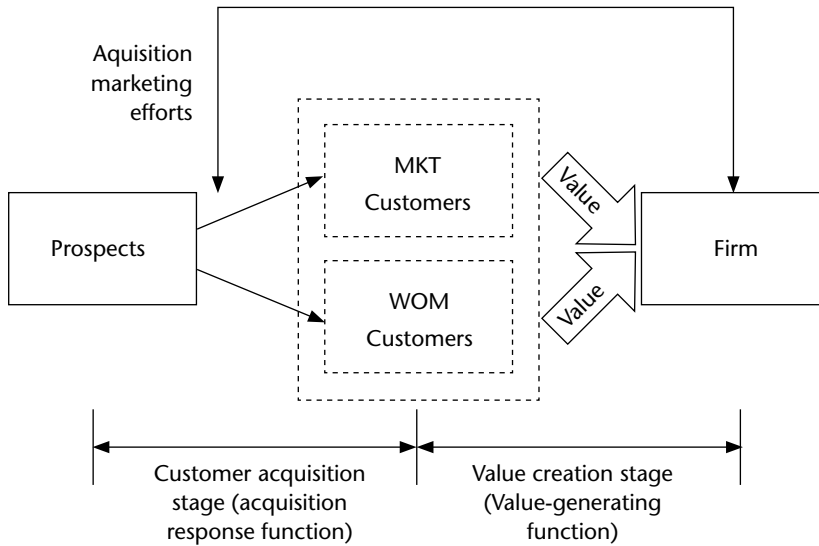 Aquisition
marketing
efforts
MKT
Customers
Value
Prospects
Firm
WOM
Customers
Value
Customer acquisition
stage (acquisition
response function)
Value creation stage
(Value-generating
function)